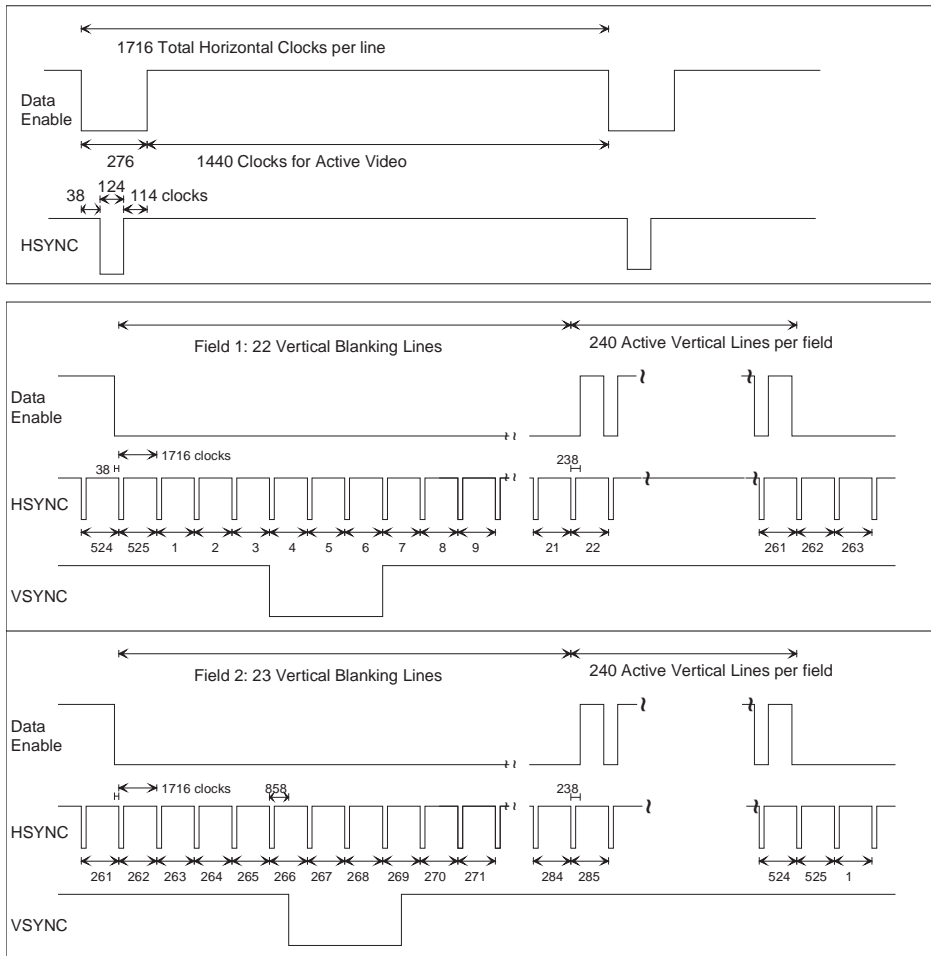 1716 Total Horizontal Clocks per line
Data
Enable
276
1440 Clocks for Active Video
124
38
114 clocks
HSYNC
Field 1: 22 Vertical Blanking Lines
240 Active Vertical Lines per field
Data
Enable
1716 clocks
38
238
HSYNC
524 525 1 2 3 4 5 6 7 8 9 21 22 261 262 263
VSYNC
Field 2: 23 Vertical Blanking Lines
240 Active Vertical Lines per field
Data
Enable
1716 clocks
858
238
HSYNC
261 262 263 264 265 266 267 268 269 270 271 284 285 524 525 1
VSYNC